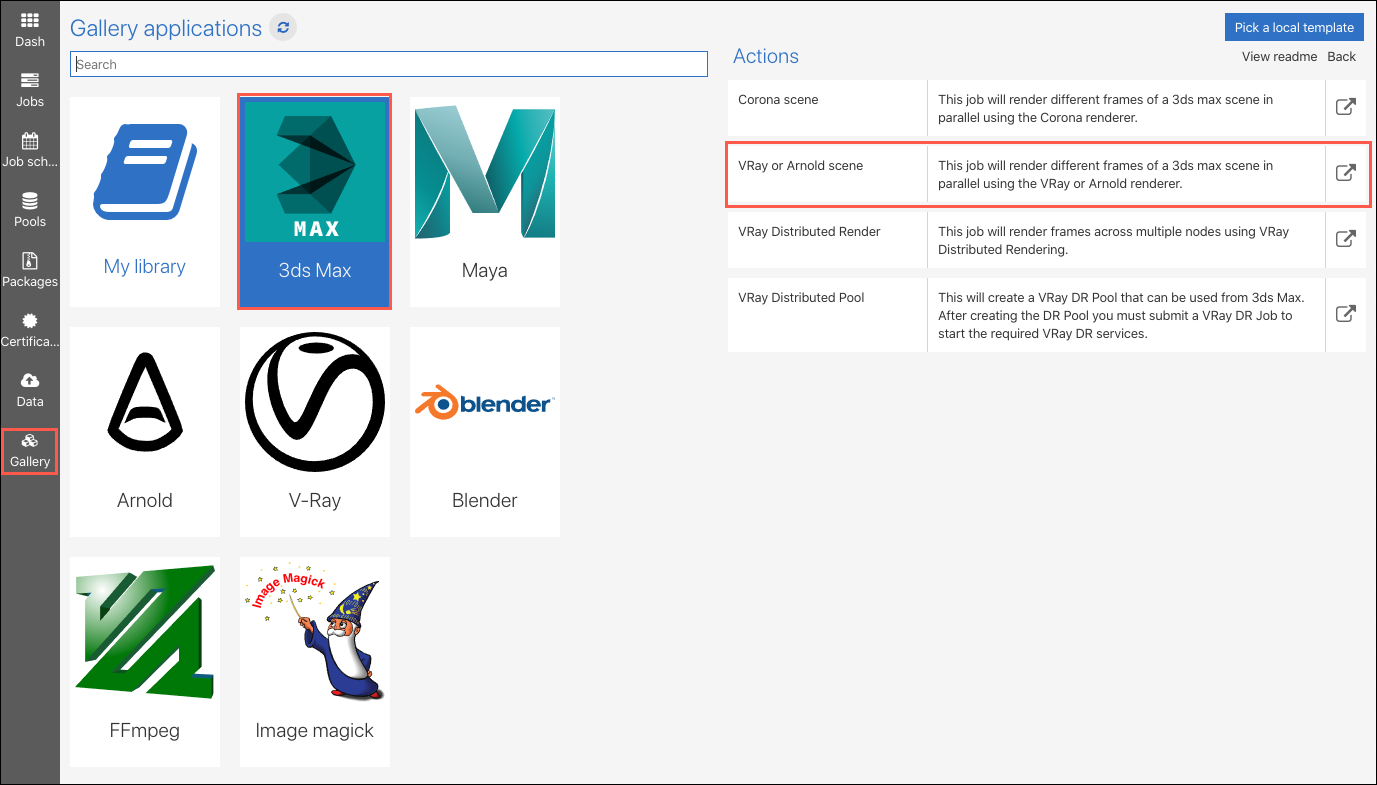 Dash
Jobs
Job sch...
Pools
Packages
Certifica...
Data
Gallery
Gallery applications
Search
My library
MAX
3ds Max
Maya
Arnold
V-Ray
blender
Blender
FFmpeg
Image Magick
Image magick
Pick a local template
Actions
View readme Back
Corona scene
This job will render different frames of a 3ds max scene in
parallel using the Corona renderer.
VRay or Arnold scene
This job will render different frames of a 3ds max scene in
parallel using the VRay or Arnold renderer.
VRay Distributed Render
This job will render frames across multiple nodes using VRay
Distributed Rendering.
VRay Distributed Pool
This will create a VRay DR Pool that can be used from 3ds Max.
After creating the DR Pool you must submit a VRay DR Job to
start the required VRay DR services.